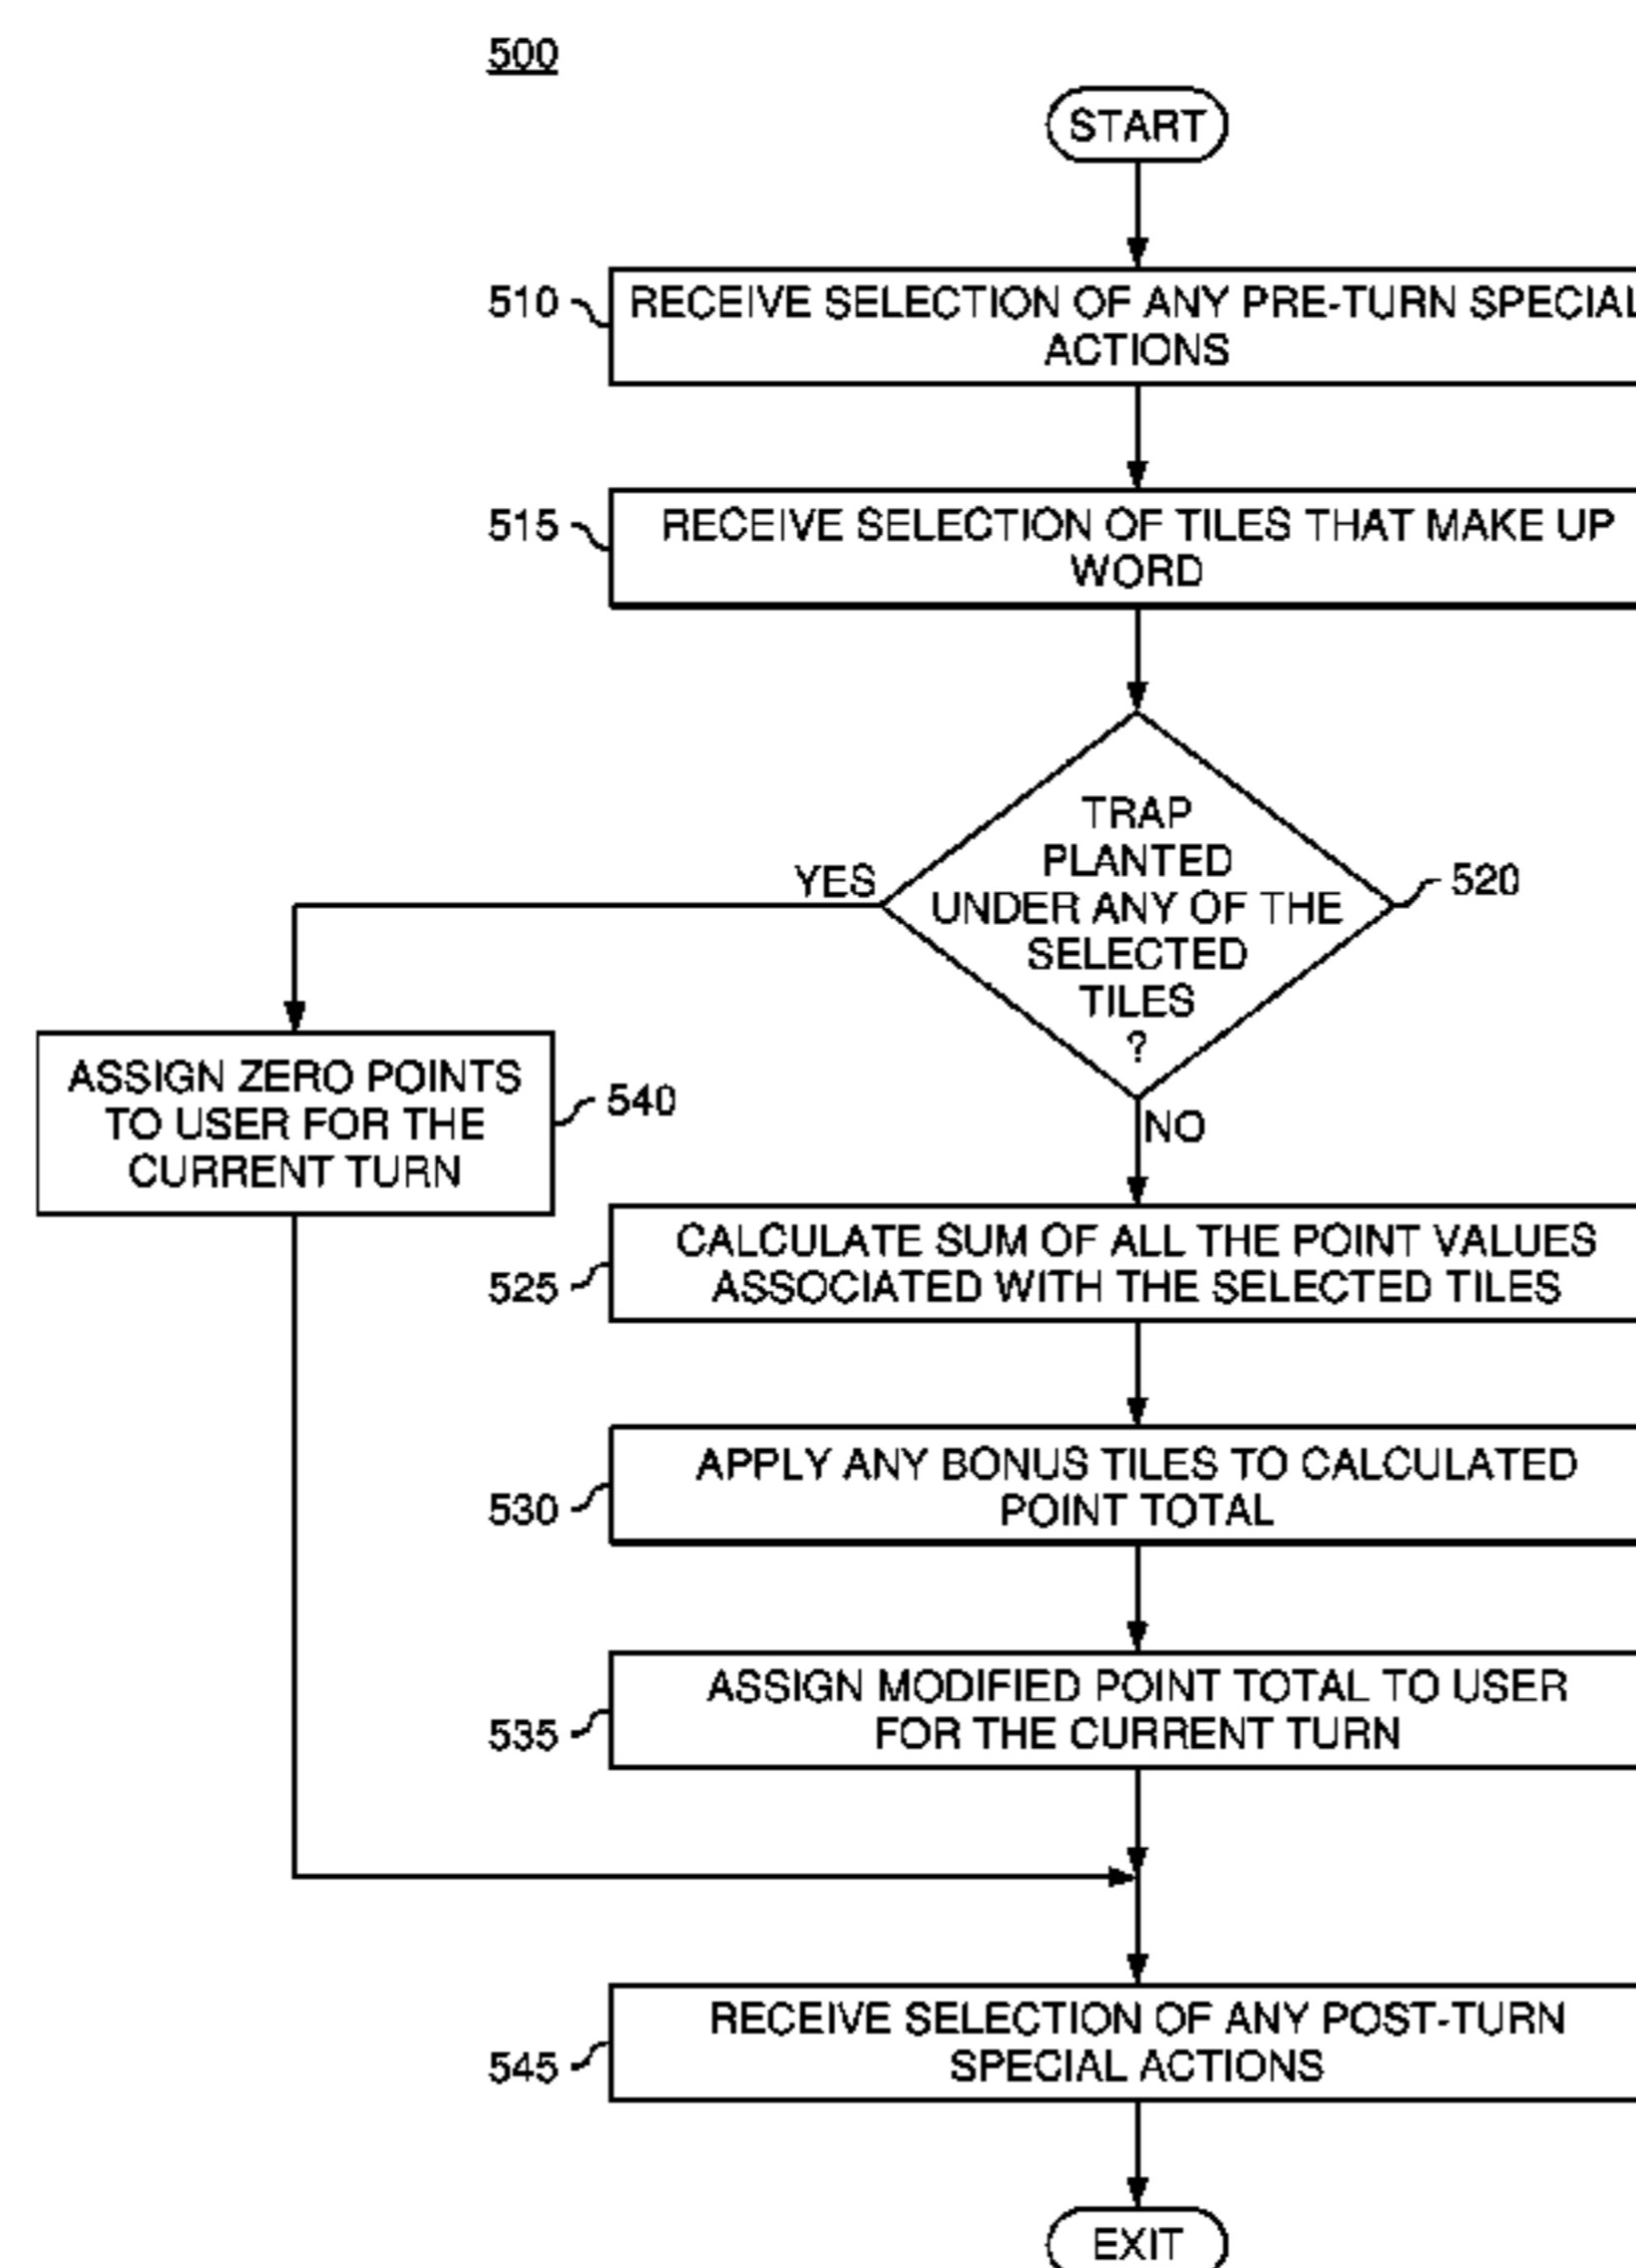 500
START
510
RECEIVE SELECTION OF ANY PRE-TURN SPECIAL
ACTIONS
515
RECEIVE SELECTION OF TILES THAT MAKE UP
WORD
TRAP
PLANTED
UNDER ANY OF THE
SELECTED
TILES
?
520
YES
NO
ASSIGN ZERO POINTS
TO USER FOR THE
CURRENT TURN
540
CALCULATE SUM OF ALL THE POINT VALUES
ASSOCIATED WITH THE SELECTED TILES
525
APPLY ANY BONUS TILES TO CALCULATED
POINT TOTAL
530
ASSIGN MODIFIED POINT TOTAL TO USER
FOR THE CURRENT TURN
535
RECEIVE SELECTION OF ANY POST-TURN
SPECIAL ACTIONS
545
EXIT